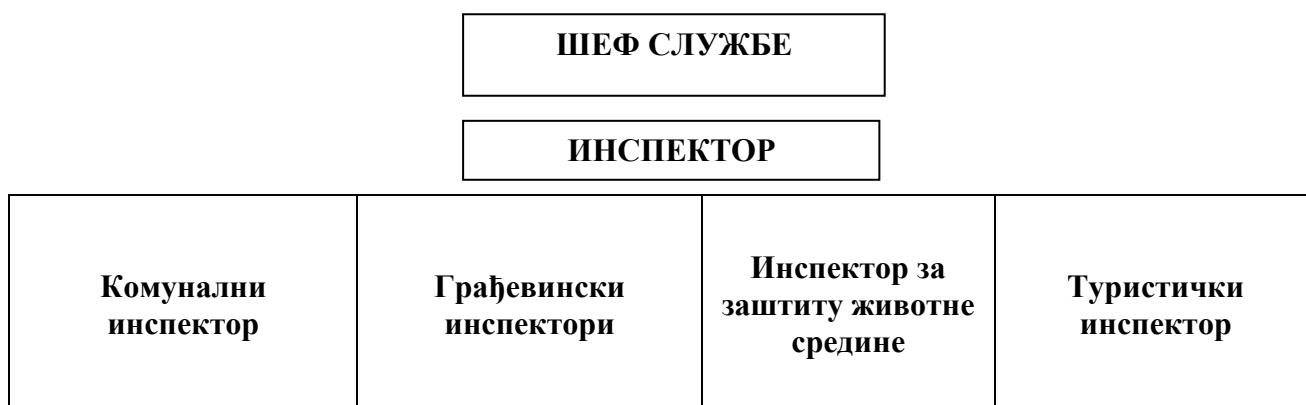 ШЕФ СЛУЖБЕ
ИНСПЕКТОР
Комунални
инспектор
Грађевински
инспектори
Инспектор за
заштиту животне
средине
Туристички
инспектор